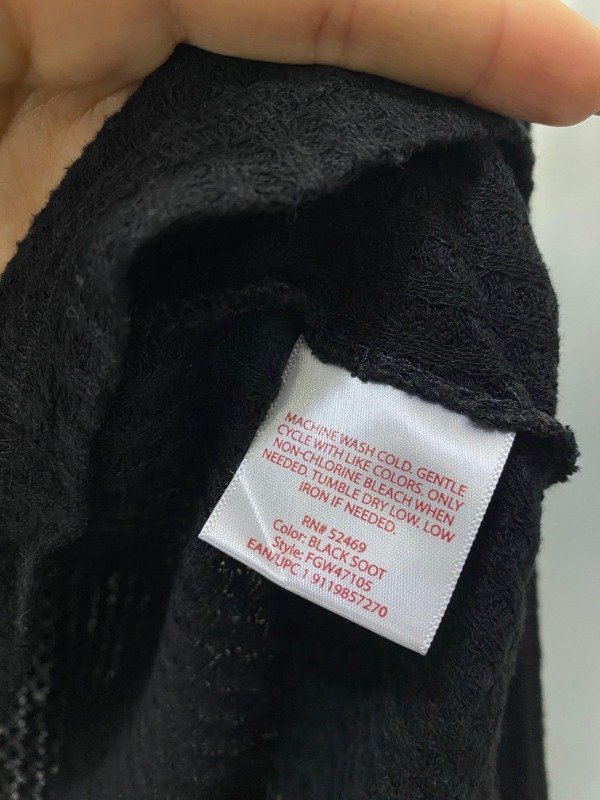 MACHINE WASH COLD, GENTLE
CYCLE WITH LIKE COLORS. ONLY
NON-CHLORINE BLEACH WHEN
NEEDED. TUMBLE DRY LOW. LOW
IRON IF NEEDED.
RN# 52469
Color: BLACK SOOT
Style: FGW47105
EAN/UPC 1 9119857270